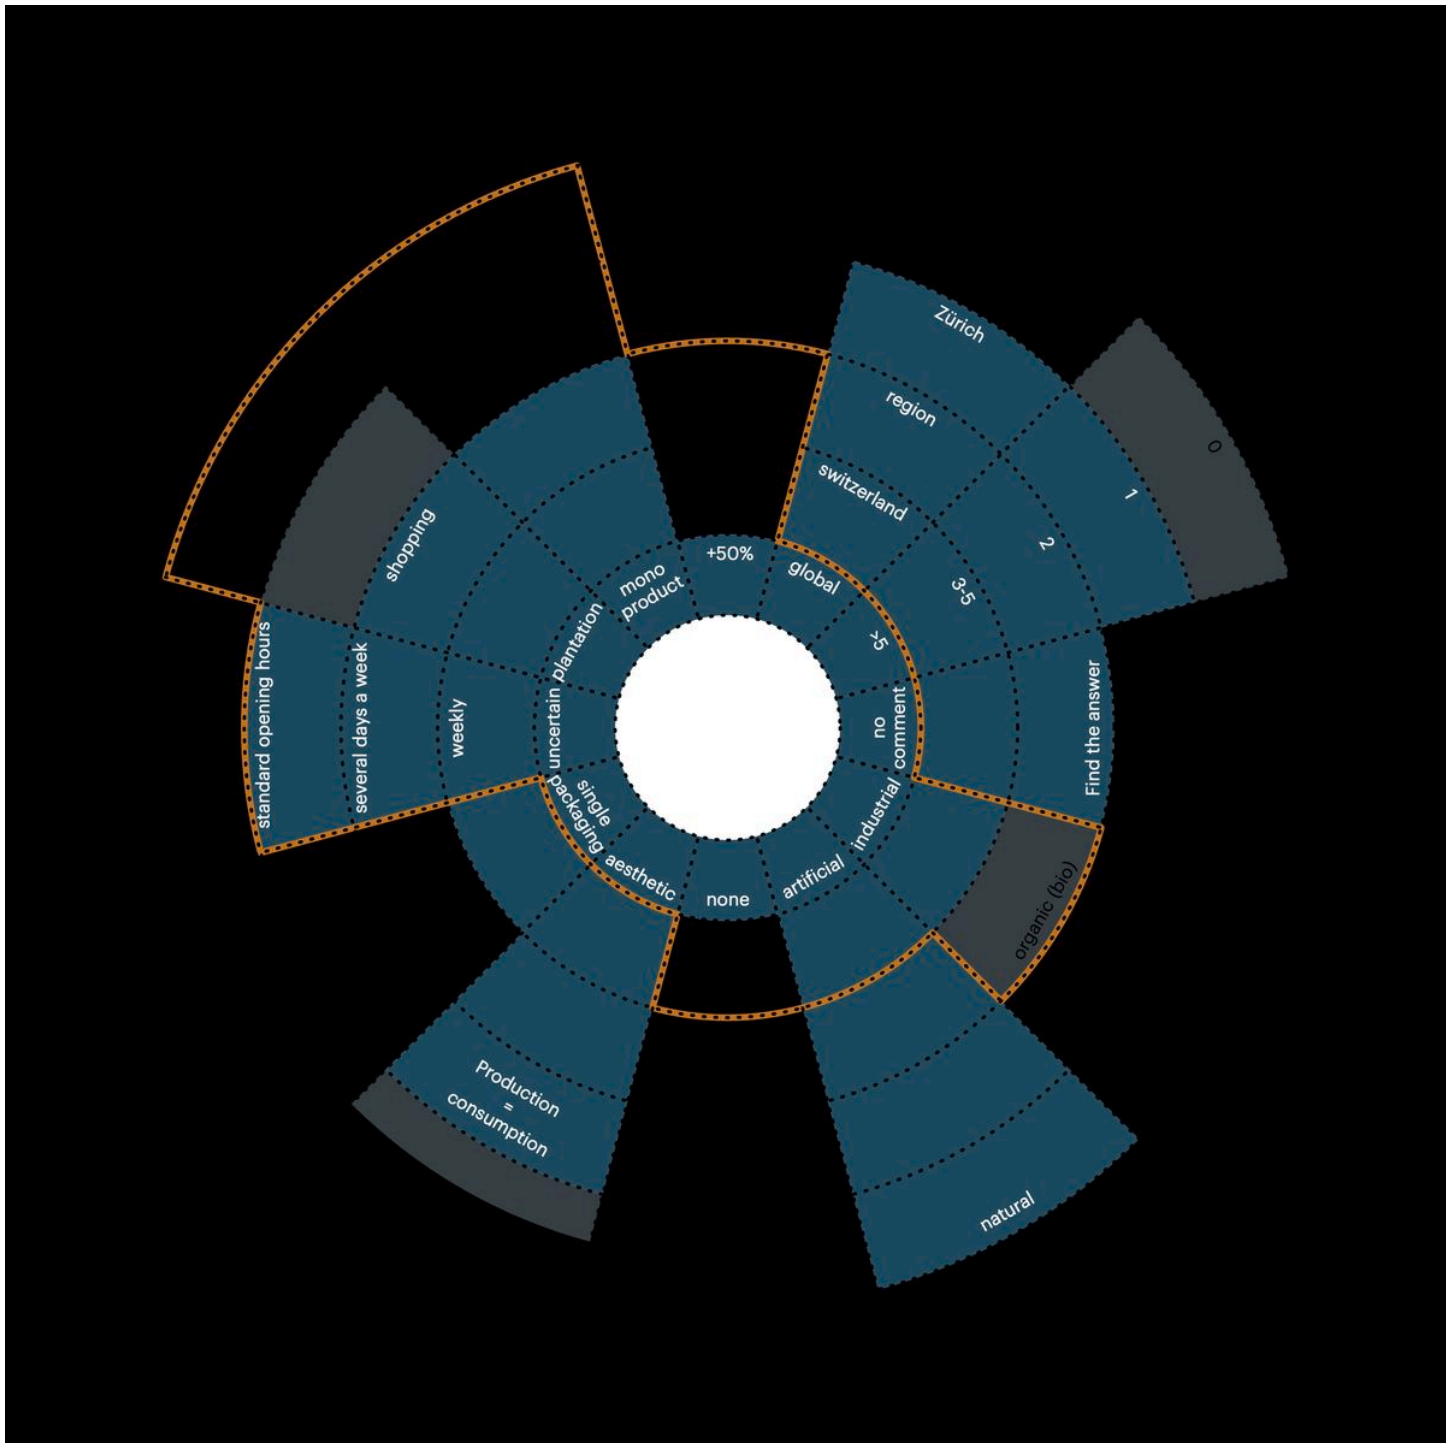 Zürich
region
switzerland
global
0
1
2
3-5
>5
Find the answer
no
comment
organic (bio)
industrial
natural
artificial
none
aesthetic
Production
=
consumption
single
packaging
uncertain
weekly
several days a week
standard opening hours
plantation
shopping
mono
product
+50%